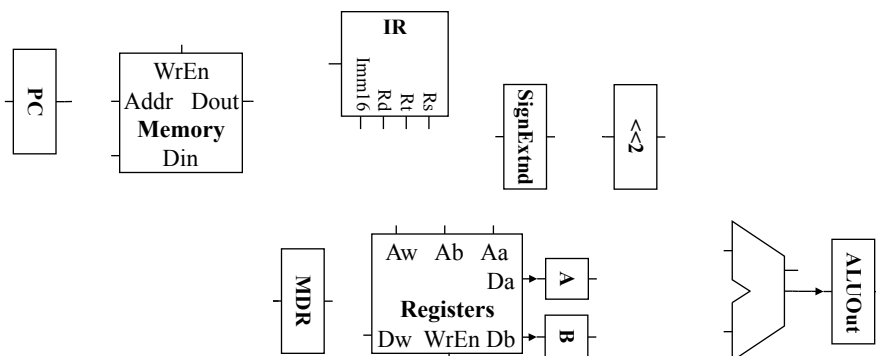 PC
WrEn
Addr Dout
Memory
Din
IR
Imm16
Rd
Rt
Rs
SignExtnd
<<2
MDR
Aw Ab Aa
Da
Registers
Dw WrEn Db
A
B
ALUOut